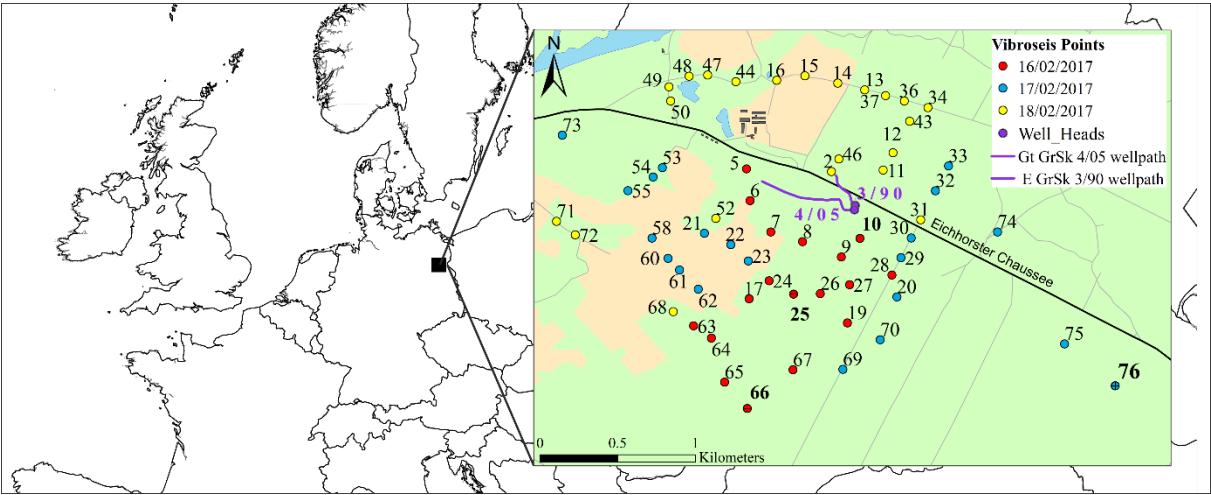 N
Vibroseis Points
16/02/2017
17/02/2017
18/02/2017
Well_Heads
Gt GrSk 4/05 wellpath
E GrSk 3/90 wellpath
48 47 44 16 15 14 13
49 37 36 34
50 43
73 12
53 5 2 46 11 33
54 32
55 6 3/90
71 52 4/05 31
72 58 21 22 7 8 10 30 74
60 23 9 29 Eichhorster Chaussee
61 24 28
62 17 26 27 20
68 25
63 19 70
64 75
65 67 69 76
66
0 0.5 1
Kilometers